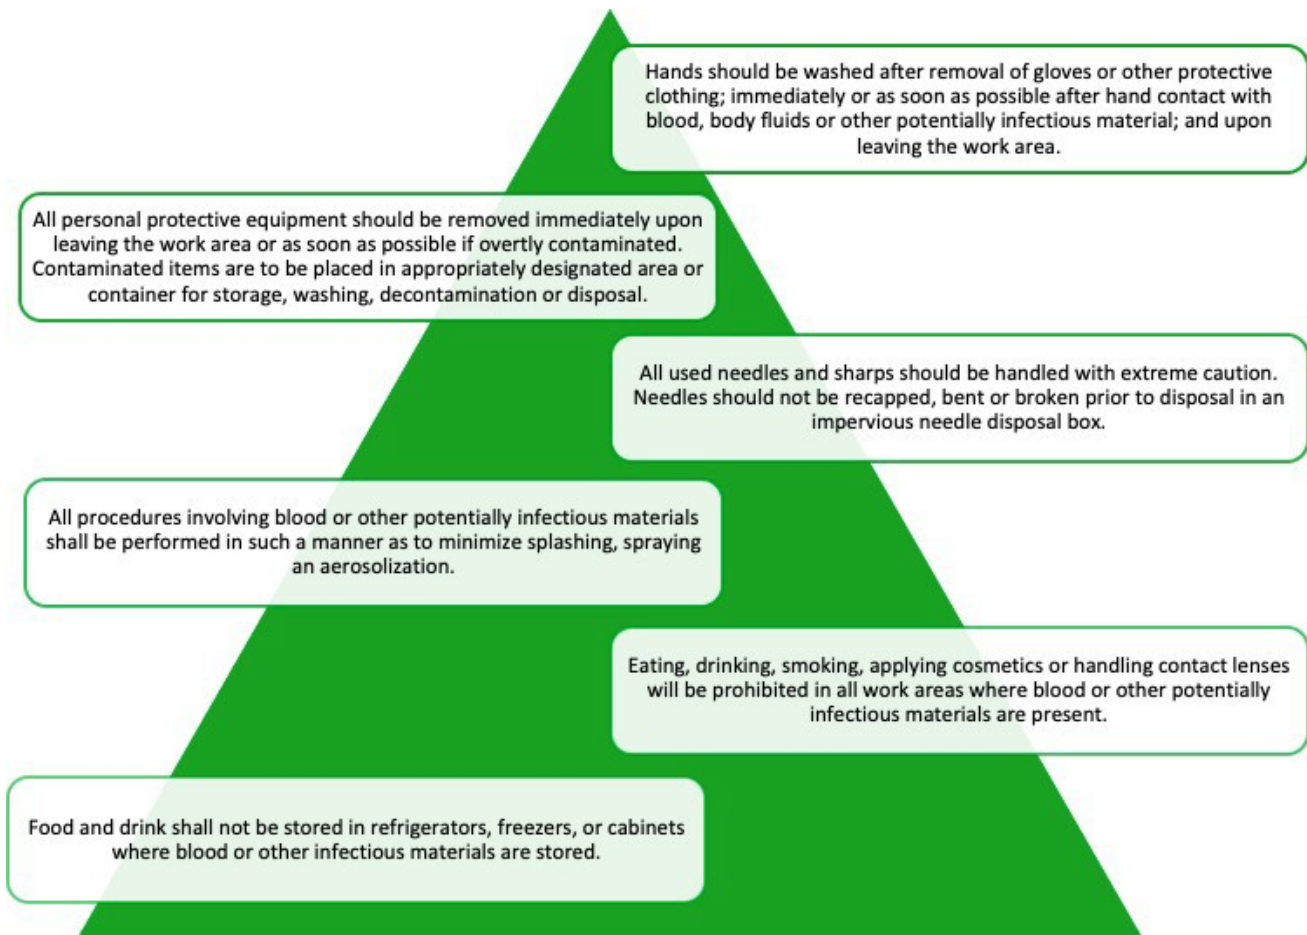 Hands should be washed after removal of gloves or other protective
clothing; immediately or as soon as possible after hand contact with
blood, body fluids or other potentially infectious material; and upon
leaving the work area.
All personal protective equipment should be removed immediately upon
leaving the work area or as soon as possible if overtly contaminated.
Contaminated items are to be placed in appropriately designated area or
container for storage, washing, decontamination or disposal.
All used needles and sharps should be handled with extreme caution.
Needles should not be recapped, bent or broken prior to disposal in an
impervious needle disposal box.
All procedures involving blood or other potentially infectious materials
shall be performed in such a manner as to minimize splashing, spraying
an aerosolization.
Eating, drinking, smoking, applying cosmetics or handling contact lenses
will be prohibited in all work areas where blood or other potentially
infectious materials are present.
Food and drink shall not be stored in refrigerators, freezers, or cabinets
where blood or other infectious materials are stored.